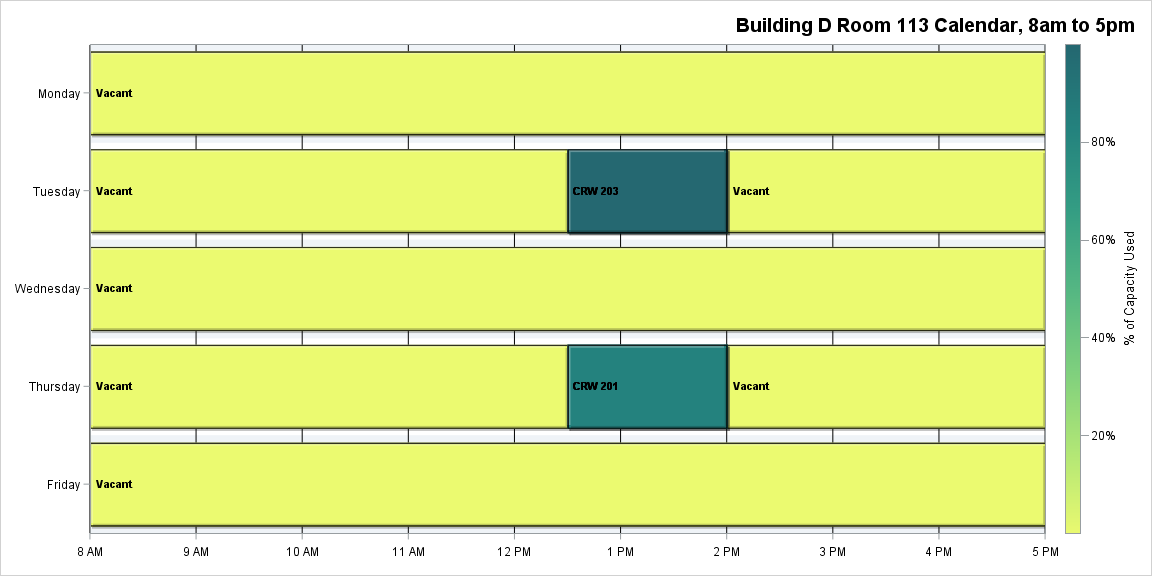 Building D Room 113 Calendar, 8am to 5pm
Monday
Vacant
80%
Tuesday
Vacant
CRW 203
Vacant
60%
% of Capacity Used
Wednesday
Vacant
40%
Thursday
Vacant
CRW 201
Vacant
20%
Friday
Vacant
8 AM 9 AM 10 AM 11 AM 12 PM 1 PM 2 PM 3 PM 4 PM 5 PM